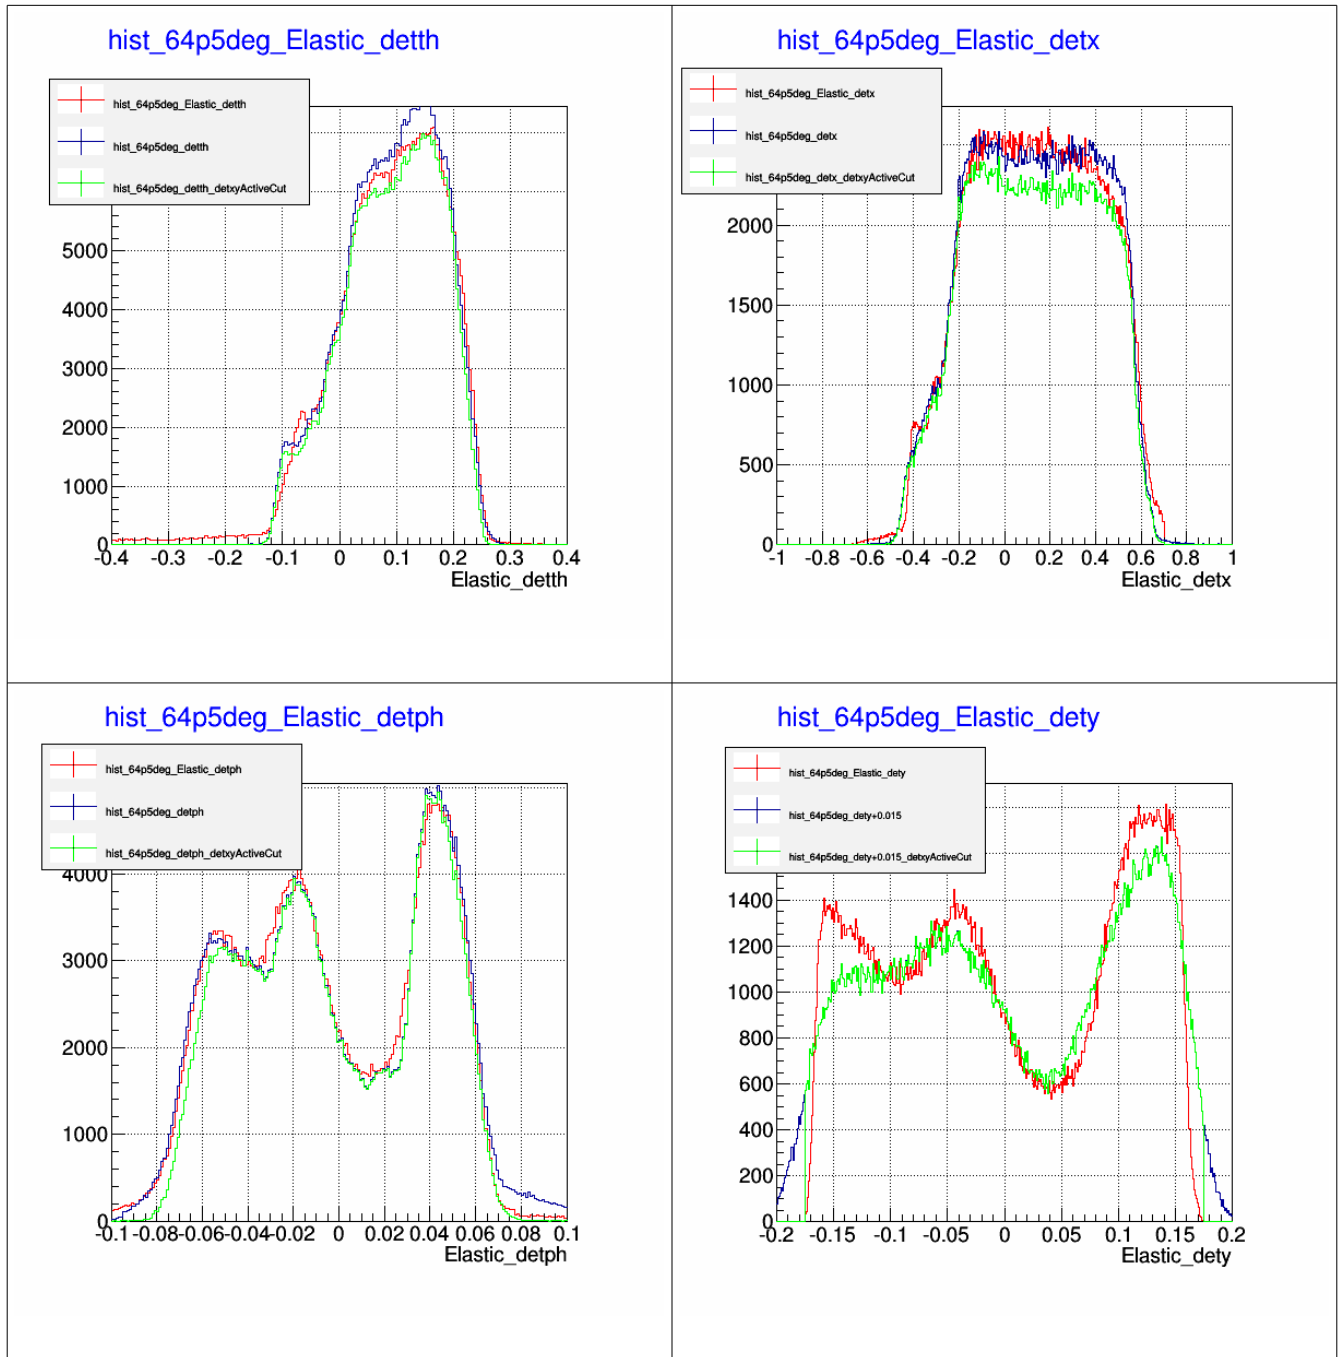 hist_64p5deg_Elastic_detth
hist_64p5deg_Elastic_detth
hist_64p5deg_detth
hist_64p5deg_detth_detxyActiveCut
5000
4000
3000
2000
1000
0
-0.4 -0.3 -0.2 -0.1 0 0.1 0.2 0.3 0.4
Elastic_detth
hist_64p5deg_Elastic_detx
hist_64p5deg_Elastic_detx
hist_64p5deg_detx
hist_64p5deg_detx_detxyActiveCut
2000
1500
1000
500
0
-1 -0.8 -0.6 -0.4 -0.2 0 0.2 0.4 0.6 0.8 1
Elastic_detx
hist_64p5deg_Elastic_detph
hist_64p5deg_Elastic_detph
hist_64p5deg_detph
hist_64p5deg_detph_detxyActiveCut
4000
3000
2000
1000
0
-0.1 -0.08 -0.06 -0.04 -0.02 0 0.02 0.04 0.06 0.08 0.1
Elastic_detph
hist_64p5deg_Elastic_dety
hist_64p5deg_Elastic_dety
hist_64p5deg_dety+0.015
hist_64p5deg_dety+0.015_detxyActiveCut
1400
1200
1000
800
600
400
200
0
-0.2 -0.15 -0.1 -0.05 0 0.05 0.1 0.15 0.2
Elastic_dety